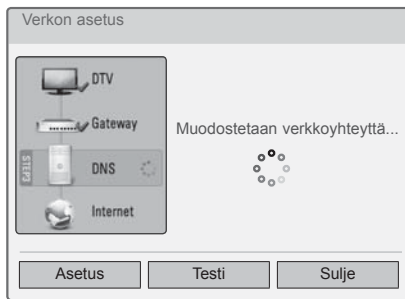 Verkon asetus
DTV
Gateway
Muodostetaan verkkoyhteyttä...
STEP3
DNS
Internet
Asetus
Testi
Sulje